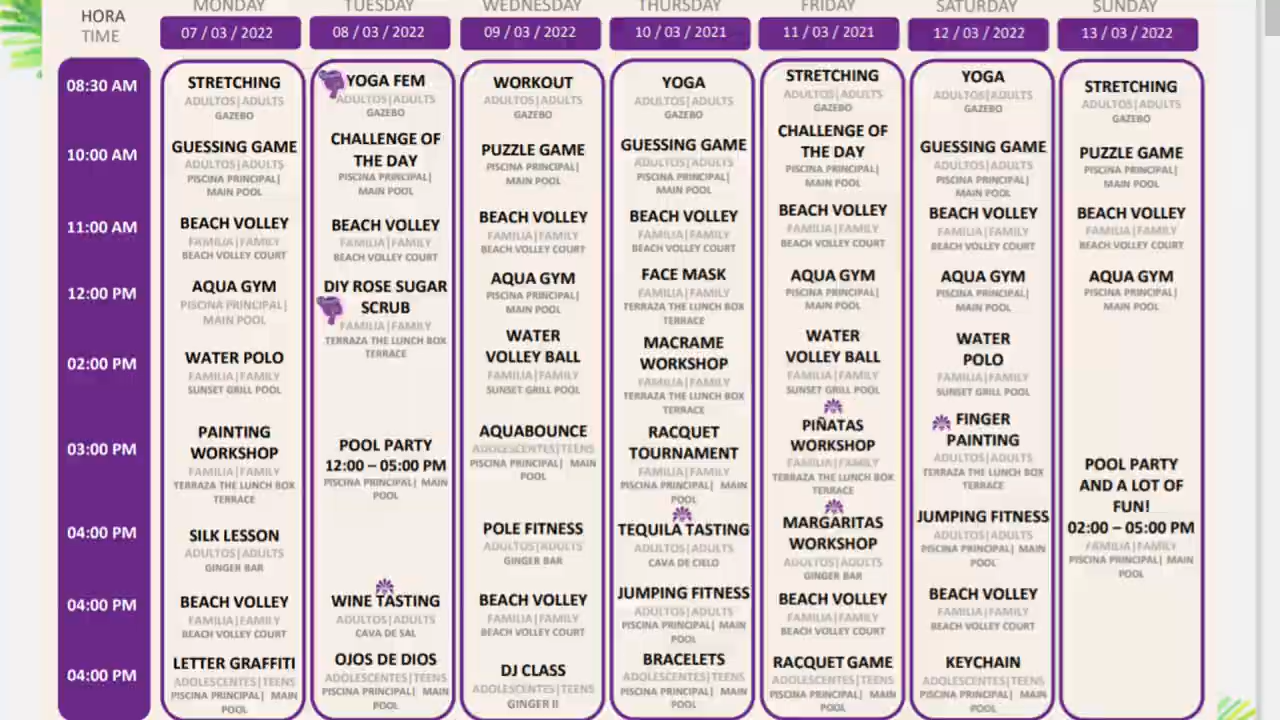 HORA
TIME
MONDAY
TUESDAY
WEDNESDAY
THURSDAY
FRIDAY
SATURDAY
SUNDAY
07 / 03 / 2022
08 / 03 / 2022
09 / 03 / 2022
10 / 03 / 2021
11 / 03 / 2021
12 / 03 / 2022
13 / 03 / 2022
08:30 AM
10:00 AM
11:00 AM
12:00 PM
02:00 PM
03:00 PM
04:00 PM
04:00 PM
04:00 PM
STRETCHING
ADULTOS|ADULTS
GAZEBO
GUESSING GAME
ADULTOS|ADULTS
PISCINA PRINCIPAL|
MAIN POOL
BEACH VOLLEY
FAMILIA|FAMILY
BEACH VOLLEY COURT
AQUA GYM
PISCINA PRINCIPAL|
MAIN POOL
WATER POLO
FAMILIA|FAMILY
SUNSET GRILL POOL
PAINTING
WORKSHOP
FAMILIA|FAMILY
TERRAZA THE LUNCH BOX
TERRACE
SILK LESSON
ADULTOS|ADULTS
GINGER BAR
BEACH VOLLEY
FAMILIA|FAMILY
BEACH VOLLEY COURT
LETTER GRAFFITI
ADOLESCENTES|TEENS
PISCINA PRINCIPAL| MAIN
POOL
YOGA FEM
ADULTOS|ADULTS
GAZEBO
CHALLENGE OF
THE DAY
PISCINA PRINCIPAL|
MAIN POOL
BEACH VOLLEY
FAMILIA|FAMILY
BEACH VOLLEY COURT
DIY ROSE SUGAR
SCRUB
FAMILIA|FAMILY
TERRAZA THE LUNCH BOX
TERRACE
POOL PARTY
12:00 – 05:00 PM
PISCINA PRINCIPAL| MAIN
POOL
WINE TASTING
ADULTOS|ADULTS
CAVA DE SAL
OJOS DE DIOS
ADOLESCENTES|TEENS
PISCINA PRINCIPAL| MAIN
POOL
WORKOUT
ADULTOS|ADULTS
GAZEBO
PUZZLE GAME
PISCINA PRINCIPAL|
MAIN POOL
BEACH VOLLEY
FAMILIA|FAMILY
BEACH VOLLEY COURT
AQUA GYM
PISCINA PRINCIPAL|
MAIN POOL
WATER
VOLLEY BALL
FAMILIA|FAMILY
SUNSET GRILL POOL
AQUABOUNCE
ADOLESCENTES|TEENS
PISCINA PRINCIPAL| MAIN
POOL
POLE FITNESS
ADULTOS|ADULTS
GINGER BAR
BEACH VOLLEY
FAMILIA|FAMILY
BEACH VOLLEY COURT
DJ CLASS
ADOLESCENTES|TEENS
GINGER II
YOGA
ADULTOS|ADULTS
GAZEBO
GUESSING GAME
ADULTOS|ADULTS
PISCINA PRINCIPAL|
MAIN POOL
BEACH VOLLEY
FAMILIA|FAMILY
BEACH VOLLEY COURT
FACE MASK
FAMILIA|FAMILY
TERRAZA THE LUNCH BOX
TERRACE
MACRAME
WORKSHOP
FAMILIA|FAMILY
TERRAZA THE LUNCH BOX
TERRACE
RACQUET
TOURNAMENT
FAMILIA|FAMILY
PISCINA PRINCIPAL| MAIN
POOL
TEQUILA TASTING
ADULTOS|ADULTS
CAVA DE CIELO
JUMPING FITNESS
ADULTOS|ADULTS
PISCINA PRINCIPAL| MAIN
POOL
BRACELETS
ADOLESCENTES|TEENS
PISCINA PRINCIPAL| MAIN
POOL
STRETCHING
ADULTOS|ADULTS
GAZEBO
CHALLENGE OF
THE DAY
PISCINA PRINCIPAL|
MAIN POOL
BEACH VOLLEY
FAMILIA|FAMILY
BEACH VOLLEY COURT
AQUA GYM
PISCINA PRINCIPAL|
MAIN POOL
WATER
VOLLEY BALL
FAMILIA|FAMILY
SUNSET GRILL POOL
PIÑATAS
WORKSHOP
FAMILIA|FAMILY
TERRAZA THE LUNCH BOX
TERRACE
MARGARITAS
WORKSHOP
ADULTOS|ADULTS
GINGER BAR
BEACH VOLLEY
FAMILIA|FAMILY
BEACH VOLLEY COURT
RACQUET GAME
ADOLESCENTES|TEENS
PISCINA PRINCIPAL| MAIN
POOL
YOGA
ADULTOS|ADULTS
GAZEBO
GUESSING GAME
ADULTOS|ADULTS
PISCINA PRINCIPAL|
MAIN POOL
BEACH VOLLEY
FAMILIA|FAMILY
BEACH VOLLEY COURT
AQUA GYM
PISCINA PRINCIPAL|
MAIN POOL
WATER
POLO
FAMILIA|FAMILY
SUNSET GRILL POOL
FINGER
PAINTING
ADULTOS|ADULTS
TERRAZA THE LUNCH BOX
TERRACE
JUMPING FITNESS
ADULTOS|ADULTS
PISCINA PRINCIPAL| MAIN
POOL
BEACH VOLLEY
FAMILIA|FAMILY
BEACH VOLLEY COURT
KEYCHAIN
ADOLESCENTES|TEENS
PISCINA PRINCIPAL| MAIN
POOL
STRETCHING
ADULTOS|ADULTS
GAZEBO
PUZZLE GAME
PISCINA PRINCIPAL|
MAIN POOL
BEACH VOLLEY
FAMILIA|FAMILY
BEACH VOLLEY COURT
AQUA GYM
PISCINA PRINCIPAL|
MAIN POOL
POOL PARTY
AND A LOT OF
FUN!
02:00 – 05:00 PM
FAMILIA|FAMILY
PISCINA PRINCIPAL| MAIN
POOL